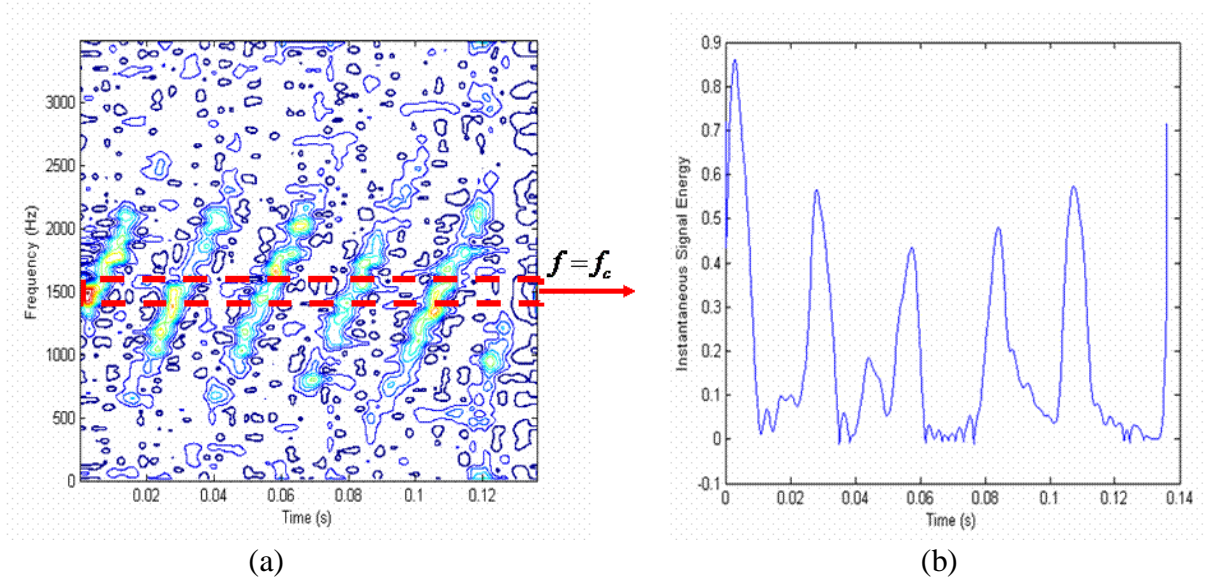 3000
2500
2000
1500
1000
500
0
Frequency (Hz)
0.02 0.04 0.06 0.08 0.1 0.12
Time (s)
f = fc
(a)
0.9
0.8
0.7
0.6
0.5
0.4
0.3
0.2
0.1
0
-0.1
Instantaneous Signal Energy
0 0.02 0.04 0.06 0.08 0.1 0.12 0.14
Time (s)
(b)